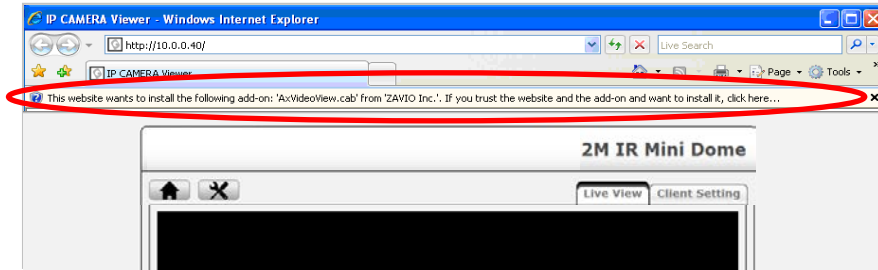 IP CAMERA Viewer - Windows Internet Explorer
http://10.0.0.40/
Live Search
IP CAMERA Viewer
Page
Tools
This website wants to install the following add-on: 'AxVideoView.cab' from 'ZAVIO Inc.'. If you trust the website and the add-on and want to install it, click here...
2M IR Mini Dome
Live View
Client Setting